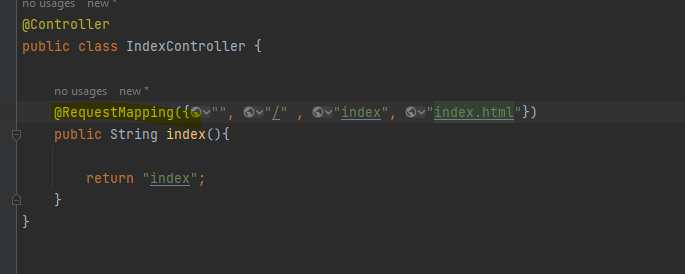 no usages   new *
@Controller
public class IndexController {
no usages   new *
@RequestMapping({"", "/" , "index", "index.html"})
public String index(){
return "index";
}
}